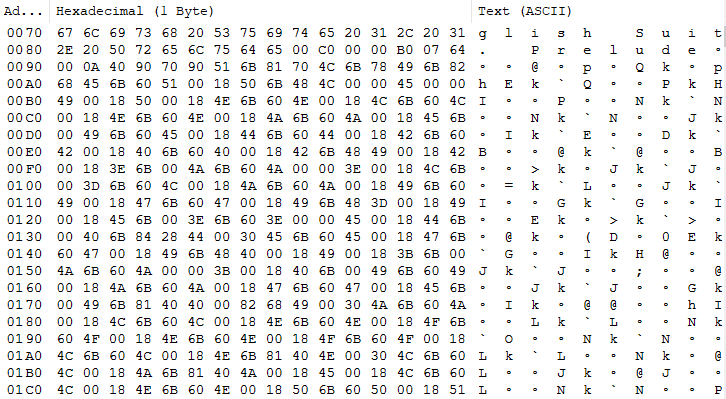 Ad... Hexadecimal (1 Byte) Text (ASCII)
0070 67 6C 69 73 68 20 53 75 69 74 65 20 31 2C 20 31 g l i s h   S u i t
0080 2E 20 50 72 65 6C 75 64 65 00 C0 00 00 B0 07 64 .   P r e l u d e ∘
0090 00 0A 40 90 70 90 51 6B 81 70 4C 6B 78 49 6B 82 ∘ ∘ @ ∘ p ∘ Q k ∘ p
00A0 68 45 6B 60 51 00 18 50 6B 48 4C 00 00 45 00 00 h E k ` Q ∘ ∘ P k H
00B0 49 00 18 50 00 18 4E 6B 60 4E 00 18 4C 6B 60 4C I ∘ ∘ P ∘ ∘ N k ` N
00C0 00 18 4E 6B 60 4E 00 18 4A 6B 60 4A 00 18 45 6B ∘ ∘ N k ` N ∘ ∘ J k
00D0 00 49 6B 60 45 00 18 44 6B 60 44 00 18 42 6B 60 ∘ I k ` E ∘ ∘ D k `
00E0 42 00 18 40 6B 60 40 00 18 42 6B 48 49 00 18 42 B ∘ ∘ @ k ` @ ∘ ∘ B
00F0 00 18 3E 6B 00 4A 6B 60 4A 00 00 3E 00 18 4C 6B ∘ ∘ > k ∘ J k ` J ∘
0100 00 3D 6B 60 4C 00 18 4A 6B 60 4A 00 18 49 6B 60 ∘ = k ` L ∘ ∘ J k `
0110 49 00 18 47 6B 60 47 00 18 49 6B 48 3D 00 18 49 I ∘ ∘ G k ` G ∘ ∘ I
0120 00 18 45 6B 00 3E 6B 60 3E 00 00 45 00 18 44 6B ∘ ∘ E k ∘ > k ` > ∘
0130 00 40 6B 84 28 44 00 30 45 6B 60 45 00 18 47 6B ∘ @ k ∘ ( D ∘ 0 E k
0140 60 47 00 18 49 6B 48 40 00 18 49 00 18 3B 6B 00 ` G ∘ ∘ I k H @ ∘ ∘
0150 4A 6B 60 4A 00 00 3B 00 18 40 6B 00 49 6B 60 49 J k ` J ∘ ∘ ; ∘ ∘ @
0160 00 18 4A 6B 60 4A 00 18 47 6B 60 47 00 18 45 6B ∘ ∘ J k ` J ∘ ∘ G k
0170 00 49 6B 81 40 40 00 82 68 49 00 30 4A 6B 60 4A ∘ I k ∘ @ @ ∘ ∘ h I
0180 00 18 4C 6B 60 4C 00 18 4E 6B 60 4E 00 18 4F 6B ∘ ∘ L k ` L ∘ ∘ N k
0190 60 4F 00 18 4E 6B 60 4E 00 18 4F 6B 60 4F 00 18 ` O ∘ ∘ N k ` N ∘ ∘
01A0 4C 6B 60 4C 00 18 4E 6B 81 40 4E 00 30 4C 6B 60 L k ` L ∘ ∘ N k ∘ @
01B0 4C 00 18 4A 6B 81 40 4A 00 18 45 00 18 4C 6B 60 L ∘ ∘ J k ∘ @ J ∘ ∘
01C0 4C 00 18 4E 6B 60 4E 00 18 50 6B 60 50 00 18 51 L ∘ ∘ N k ` N ∘ ∘ P